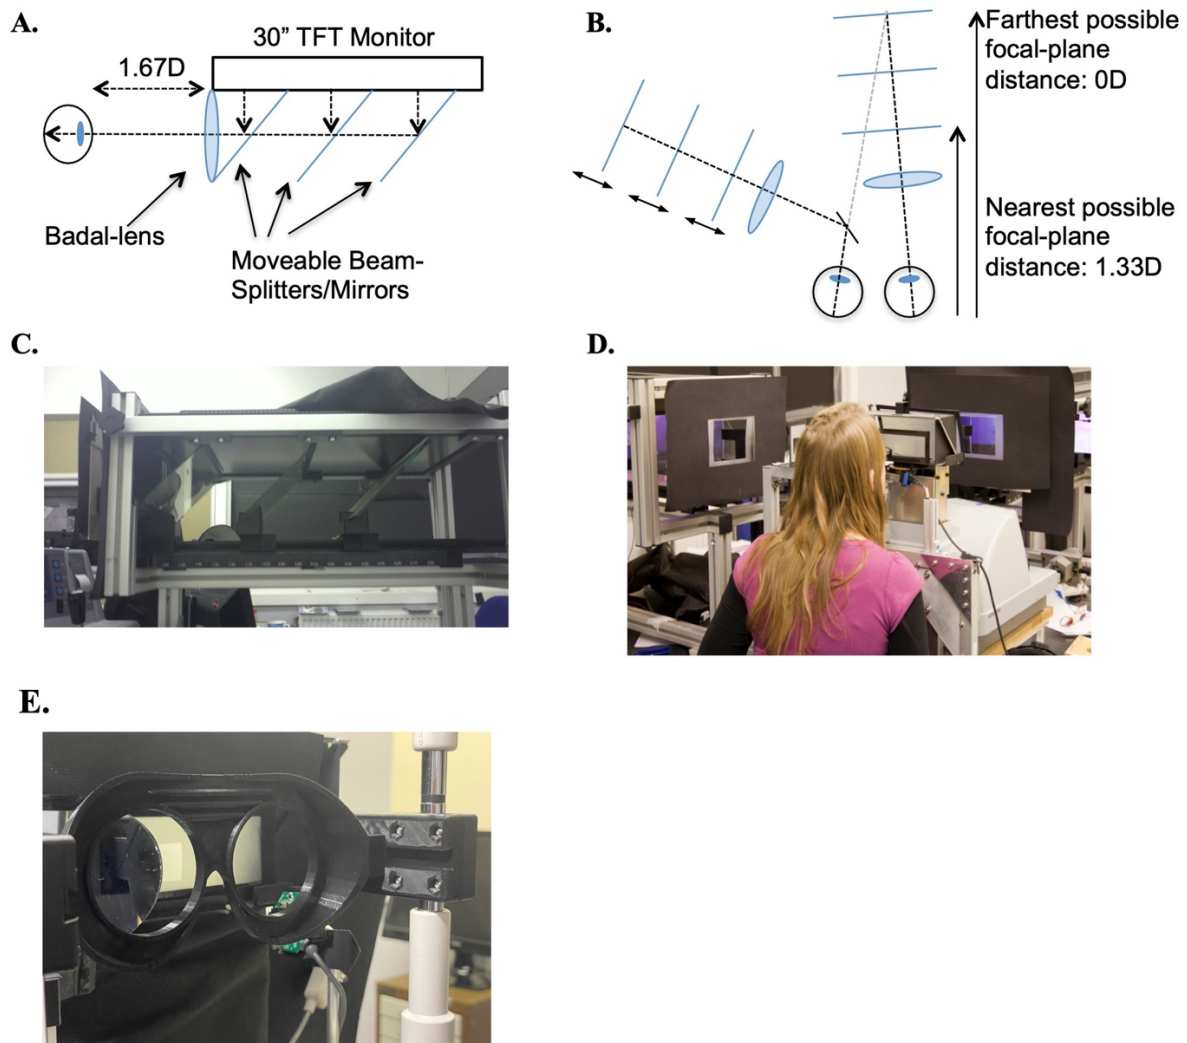 A.
30” TFT Monitor
1.67D
Badal-lens
Moveable Beam-
Splitters/Mirrors
B.
Farthest possible
focal-plane
distance: 0D
Nearest possible
focal-plane
distance: 1.33D
C.
D.
E.